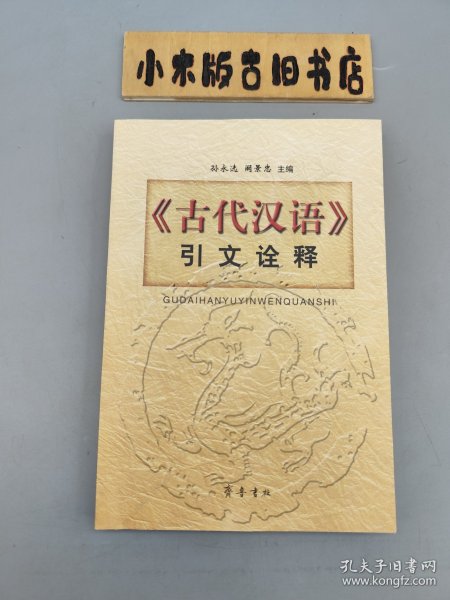 小木版古旧书店
孙永选 阚景忠 主编
《古代汉语》
引文诠释
GUDAIHANYUYINWENQUANSHI
齐鲁书社
孔夫子旧书网
www.kongfz.com